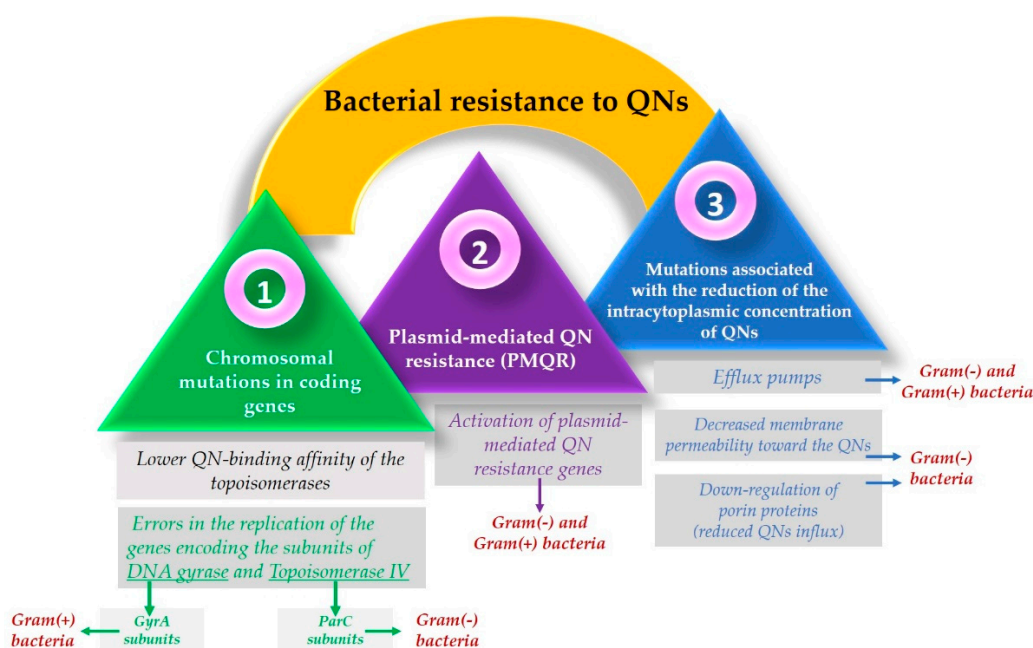 Bacterial resistance to QNs
1
Chromosomal
mutations in coding
genes
Lower QN-binding affinity of the
topoisomerases
Errors in the replication of the
genes encoding the subunits of
DNA gyrase and Topoisomerase IV
Gram(+)
bacteria
GyrA
subunits
ParC
subunits
Gram(-)
bacteria
2
Plasmid-mediated QN
resistance (PMQR)
Activation of plasmid-
mediated QN
resistance genes
Gram(-) and
Gram(+) bacteria
3
Mutations associated
with the reduction of the
intracytoplasmic concentration
of QNs
Efflux pumps
Gram(-) and
Gram(+) bacteria
Decreased membrane
permeability toward the QNs
Down-regulation of
porin proteins
(reduced QNs influx)
Gram(-)
bacteria